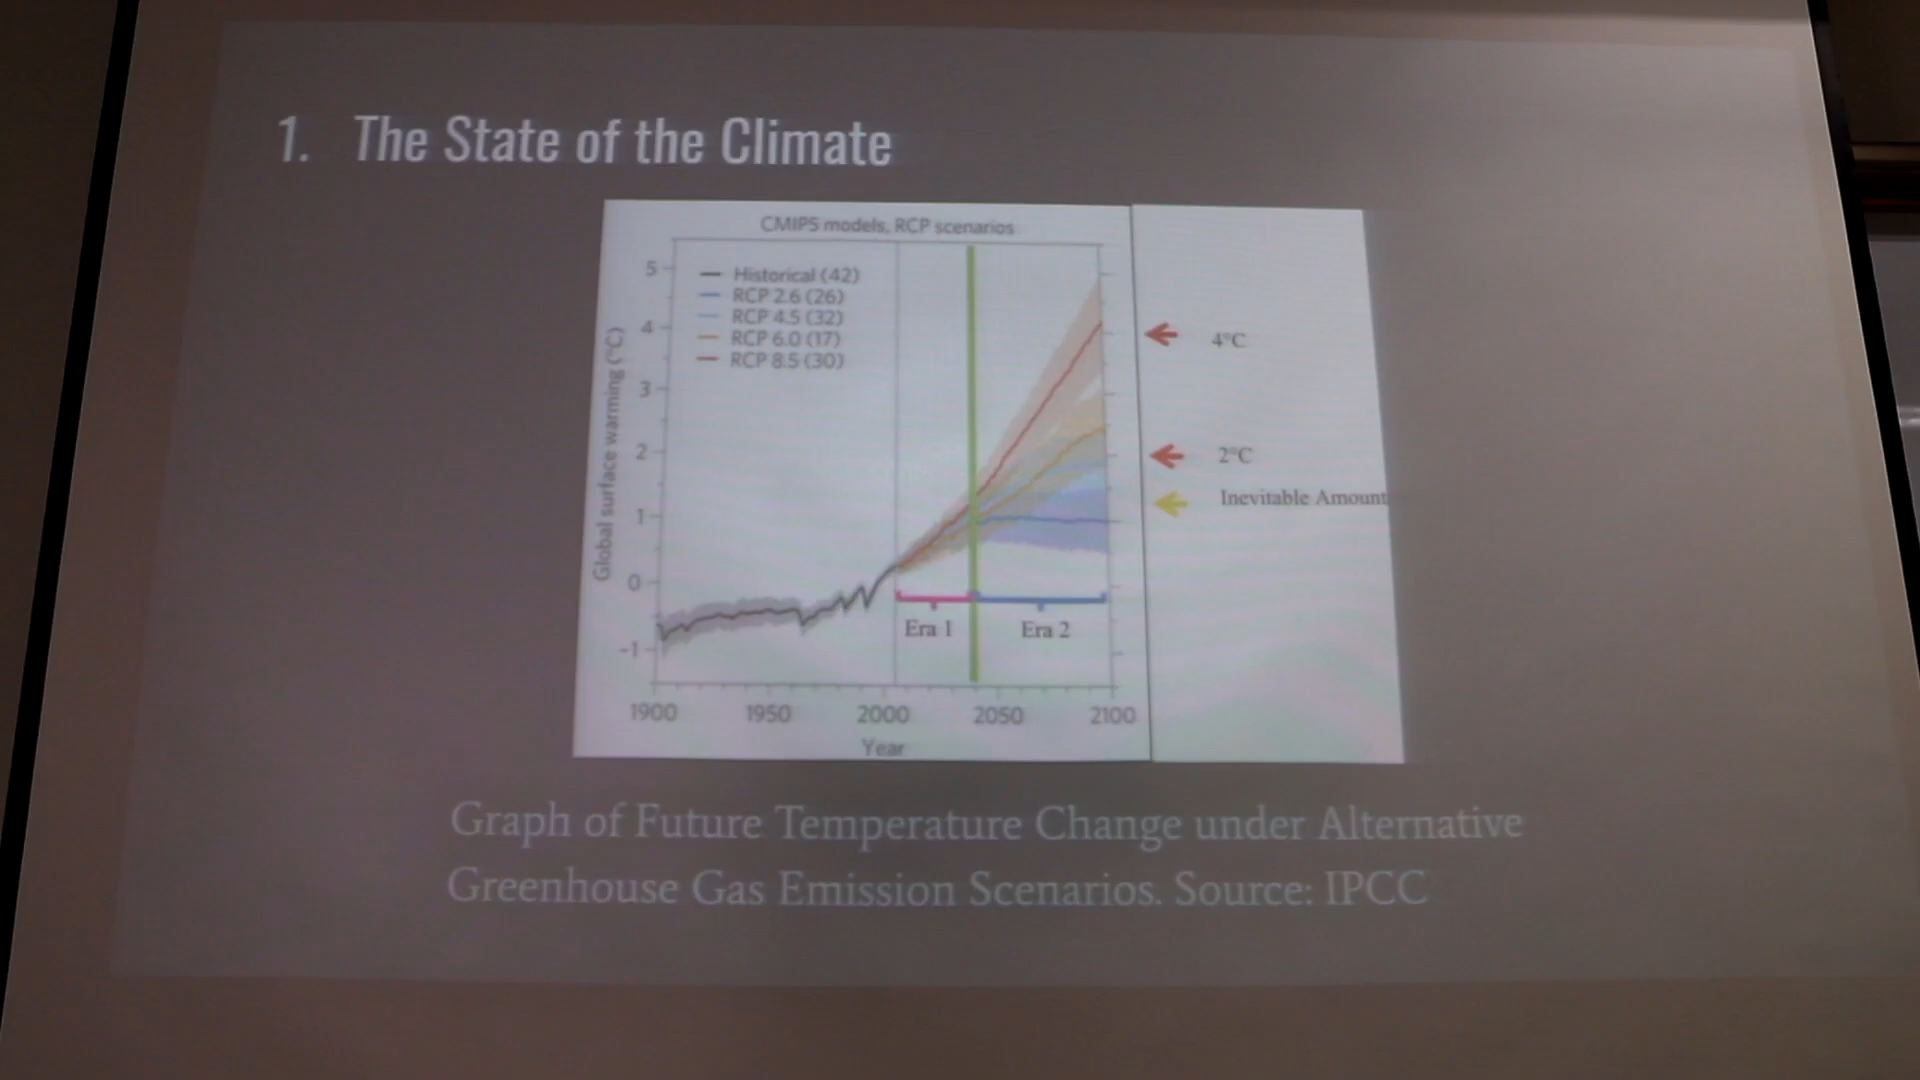 1. The State of the Climate
CMIP5 models, RCP scenarios
Historical (42)
RCP 2.6 (26)
RCP 4.5 (32)
RCP 6.0 (17)
RCP 8.5 (30)
Global surface warming (°C)
5
4
3
2
1
0
-1
Era 1
Era 2
1900 1950 2000 2050 2100
Year
4°C
2°C
Inevitable Amount
Graph of Future Temperature Change under Alternative
Greenhouse Gas Emission Scenarios. Source: IPCC